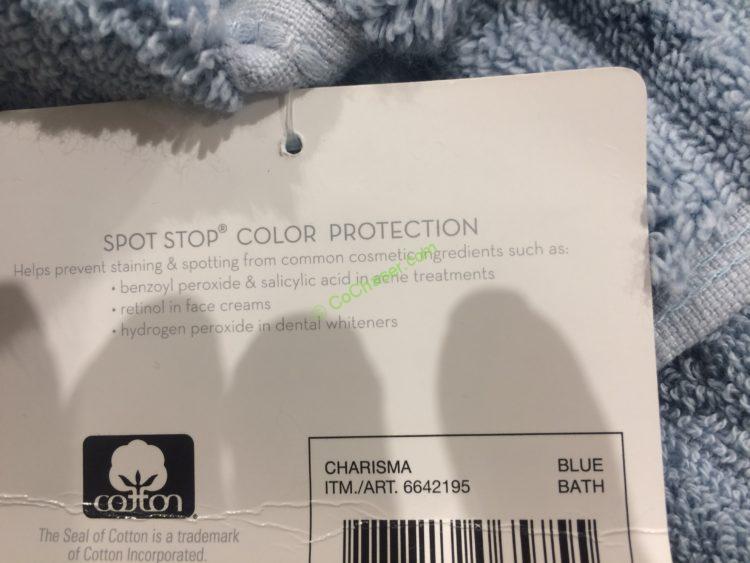 SPOT STOP® COLOR PROTECTION
Helps prevent staining & spotting from common cosmetic ingredients such as:
• benzoyl peroxide & salicylic acid in acne treatments
• retinol in face creams
• hydrogen peroxide in dental whiteners
© CoChaser.com
cotton
The Seal of Cotton is a trademark
of Cotton Incorporated.
CHARISMA BLUE
ITM./ART. 6642195 BATH